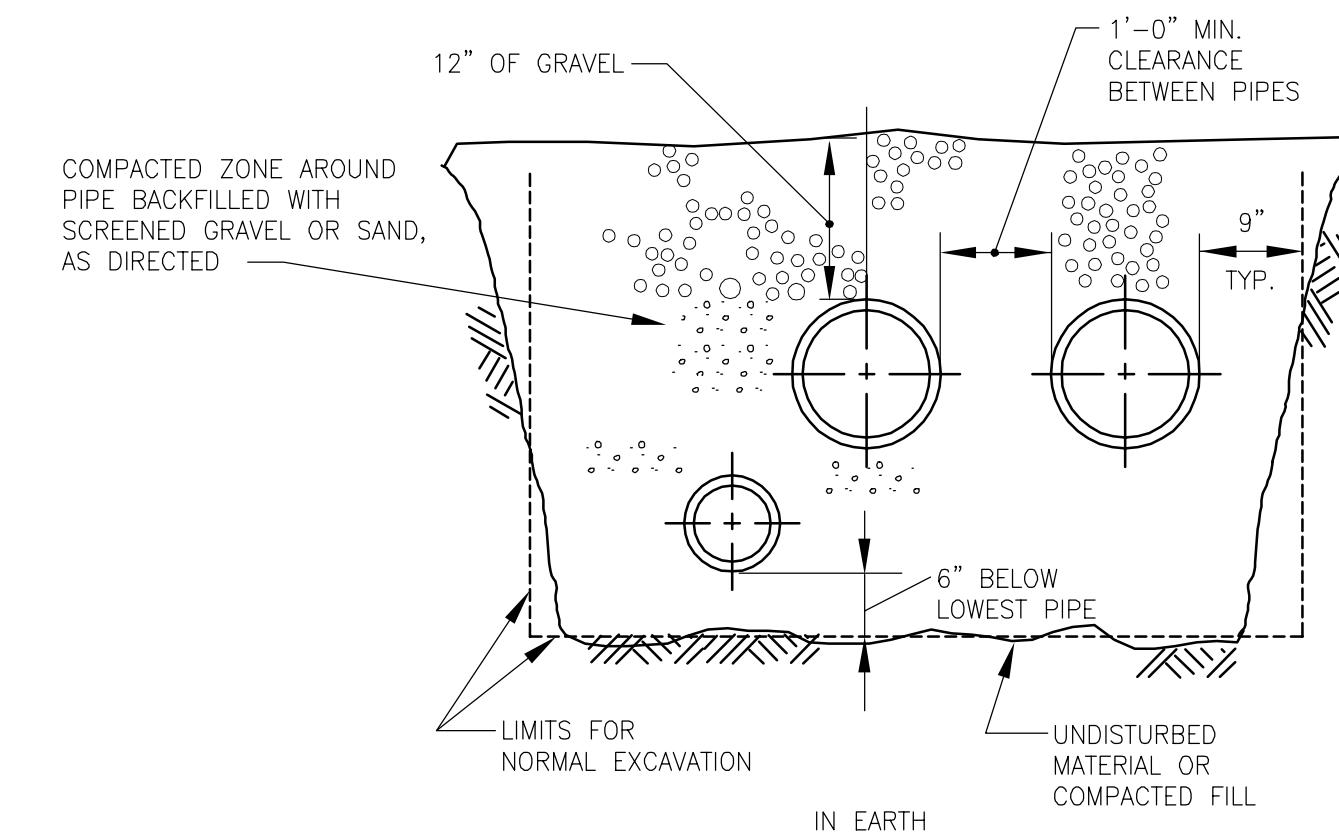 12" OF GRAVEL
1'-0" MIN.
CLEARANCE
BETWEEN PIPES
COMPACTED ZONE AROUND
PIPE BACKFILLED WITH
SCREENED GRAVEL OR SAND,
AS DIRECTED
9"
TYP.
6" BELOW
LOWEST PIPE
LIMITS FOR
NORMAL EXCAVATION
UNDISTURBED
MATERIAL OR
COMPACTED FILL
IN EARTH